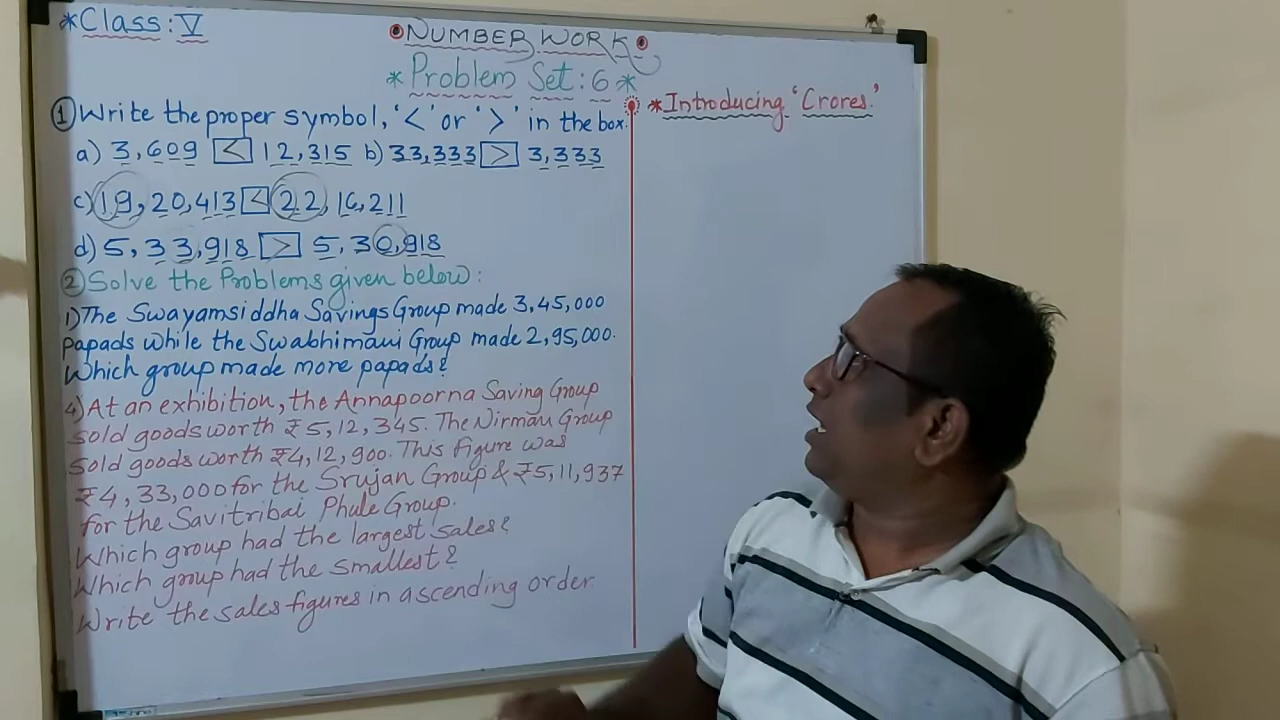 *Class: V
NUMBER WORK
* Problem Set: 6 *
① Write the proper symbol, '<' or '>' in the box.
a) 3,609 < 12,315 b) 33,333 > 3,333
c) 19,20,413 < 22,16,211
d) 5,33,918 > 5,30,918
② Solve the Problems given below:
1) The Swayamsiddha Savings Group made 3,45,000
papads while the Swabhimani Group made 2,95,000.
Which group made more papads?
4) At an exhibition, the Annapoorna Saving Group
sold goods worth ₹5,12,345. The Nirman Group
sold goods worth ₹4,12,900. This figure was
₹4,33,000 for the Srujan Group & ₹5,11,937
for the Savitribai Phule Group.
Which group had the largest sales?
Which group had the smallest?
Write the sales figures in ascending order.
* Introducing 'Crores.'